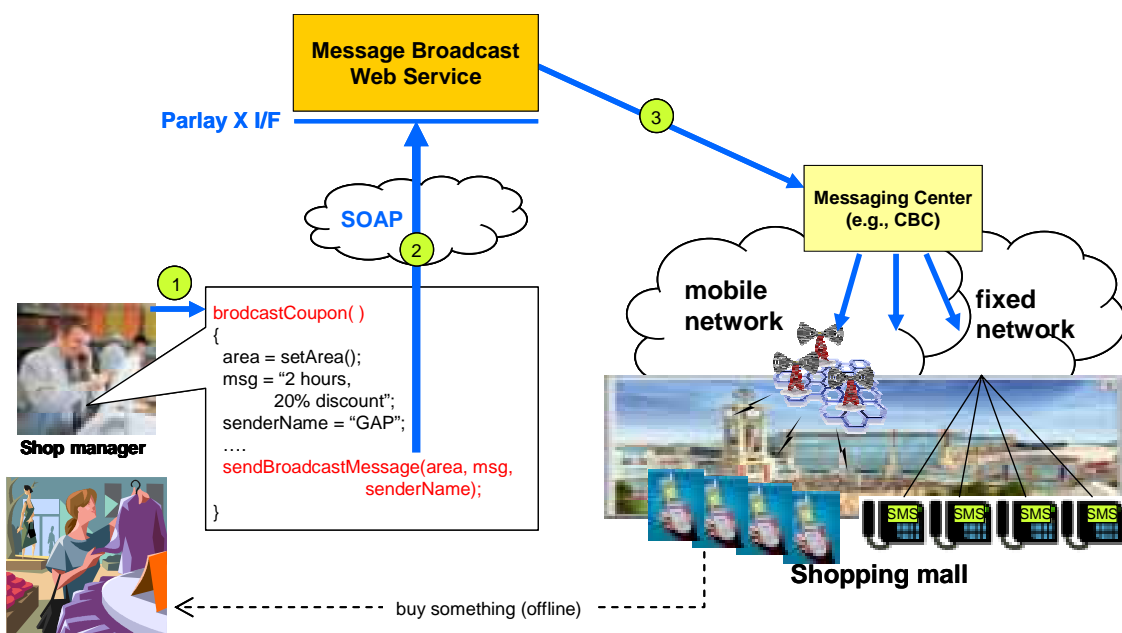 Message Broadcast
Web Service
Parlay X I/F
3
Messaging Center
(e.g., CBC)
SOAP
2
1
mobile
network
fixed
network
brodcastCoupon( )
{
area = setArea();
msg = “2 hours,
20% discount”;
senderName = “GAP”;
….
sendBroadcastMessage(area, msg,
senderName);
}
Shop manager
SMS SMS SMS SMS
Shopping mall
buy something (offline)